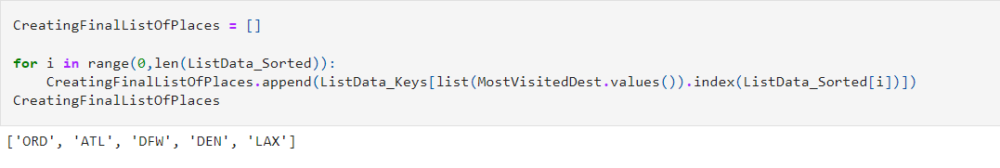 CreatingFinalListOfPlaces = []
for i in range(0,len(ListData_Sorted)):
    CreatingFinalListOfPlaces.append(ListData_Keys[list(MostVisitedDest.values()).index(ListData_Sorted[i])])
CreatingFinalListOfPlaces
['ORD', 'ATL', 'DFW', 'DEN', 'LAX']